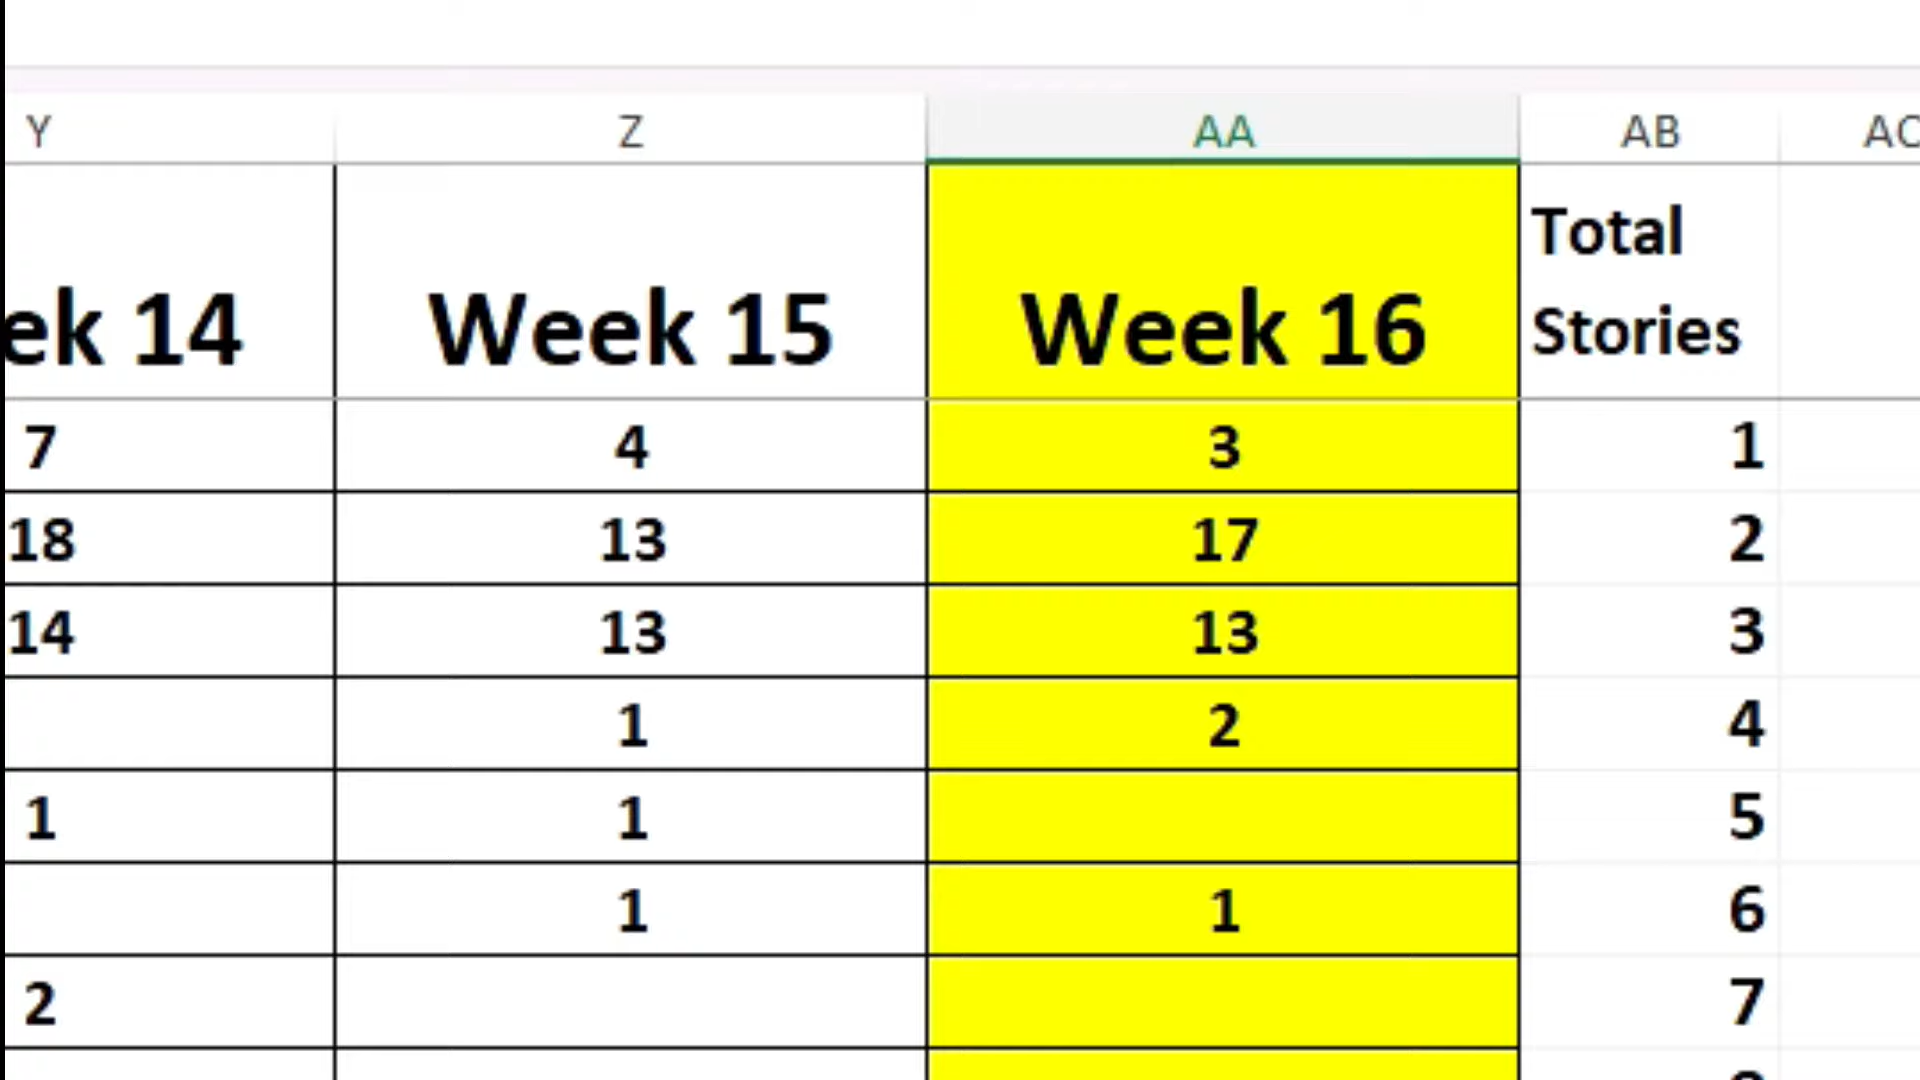 Y Z AA AB AC
Total
Stories
ek 14 Week 15 Week 16
7 4 3 1
18 13 17 2
14 13 13 3
1 2 4
1 1 5
1 1 6
2 7